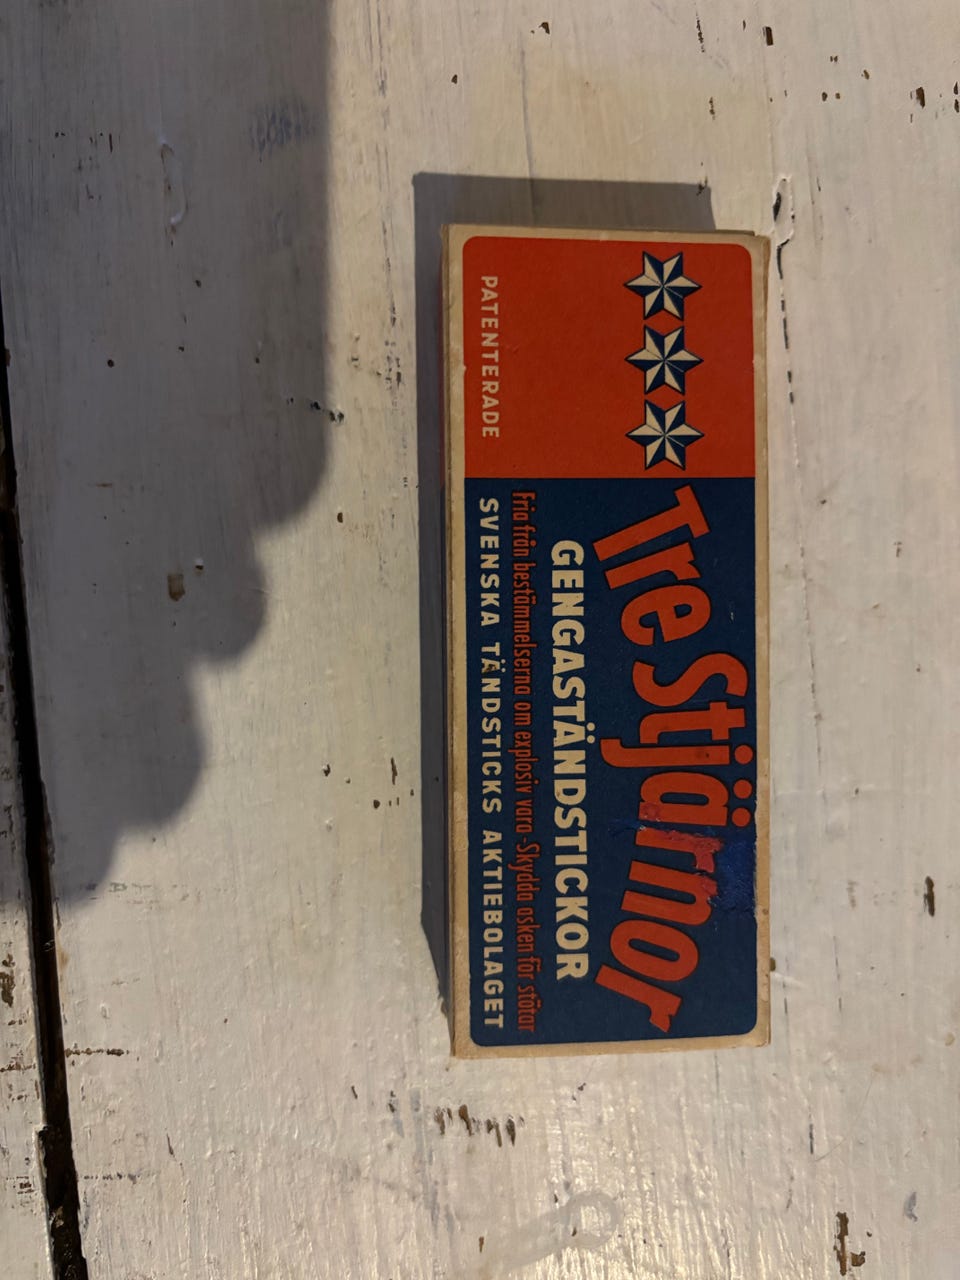 Tre Stjärnor
GENGASTÄNDSTICKOR
Fria från bestämmelserna om explosiv vara - Skydda asken för stötar
PATENTERADE
SVENSKA TÄNDSTICKS AKTIEBOLAGET